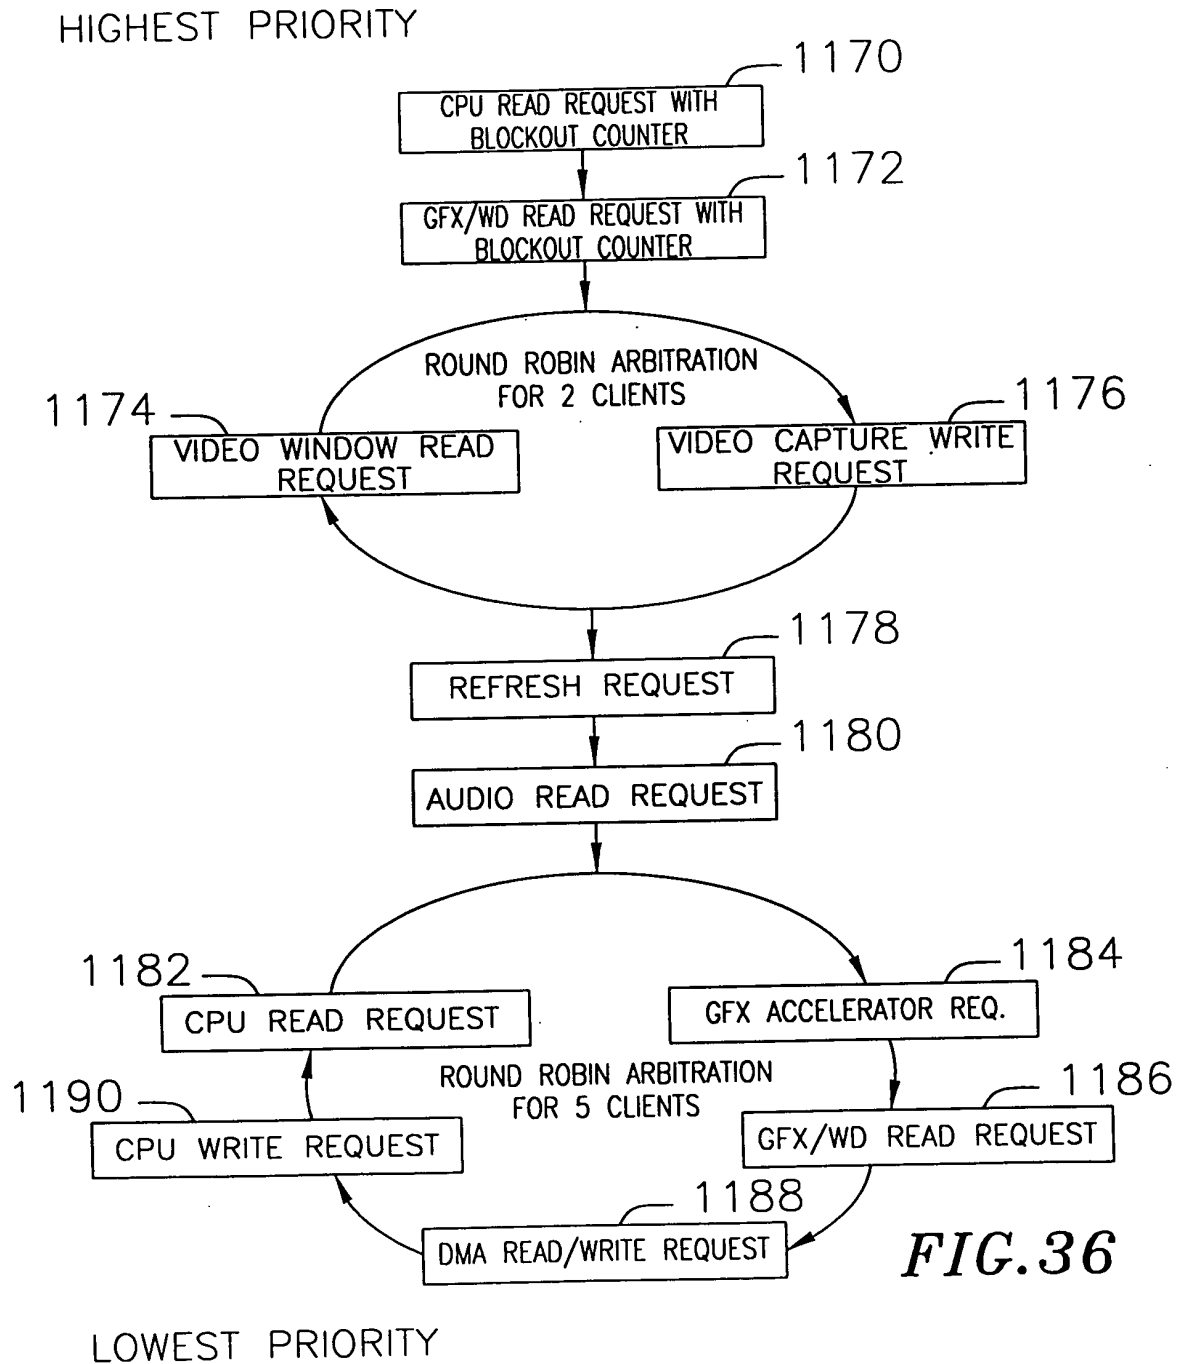 HIGHEST PRIORITY
1170
CPU READ REQUEST WITH
BLOCKOUT COUNTER
1172
GFX/WD READ REQUEST WITH
BLOCKOUT COUNTER
ROUND ROBIN ARBITRATION
FOR 2 CLIENTS
1174
VIDEO WINDOW READ
REQUEST
1176
VIDEO CAPTURE WRITE
REQUEST
1178
REFRESH REQUEST
1180
AUDIO READ REQUEST
1182
CPU READ REQUEST
1184
GFX ACCELERATOR REQ.
ROUND ROBIN ARBITRATION
FOR 5 CLIENTS
1190
CPU WRITE REQUEST
1186
GFX/WD READ REQUEST
1188
DMA READ/WRITE REQUEST
FIG.36
LOWEST PRIORITY